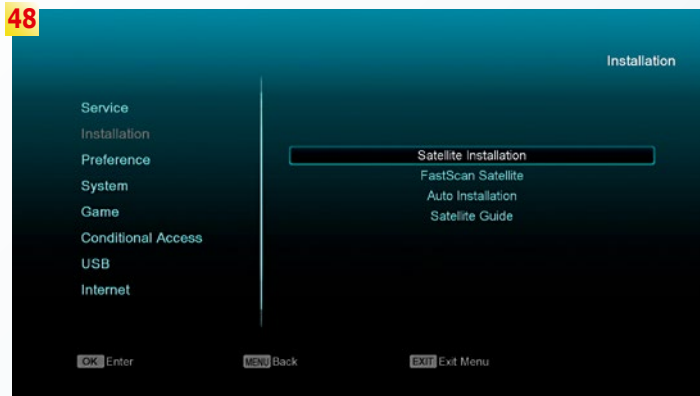 48
Installation
Service
Installation
Preference
System
Game
Conditional Access
USB
Internet
Satellite Installation
FastScan Satellite
Auto Installation
Satellite Guide
OK Enter MENU Back EXIT Exit Menu